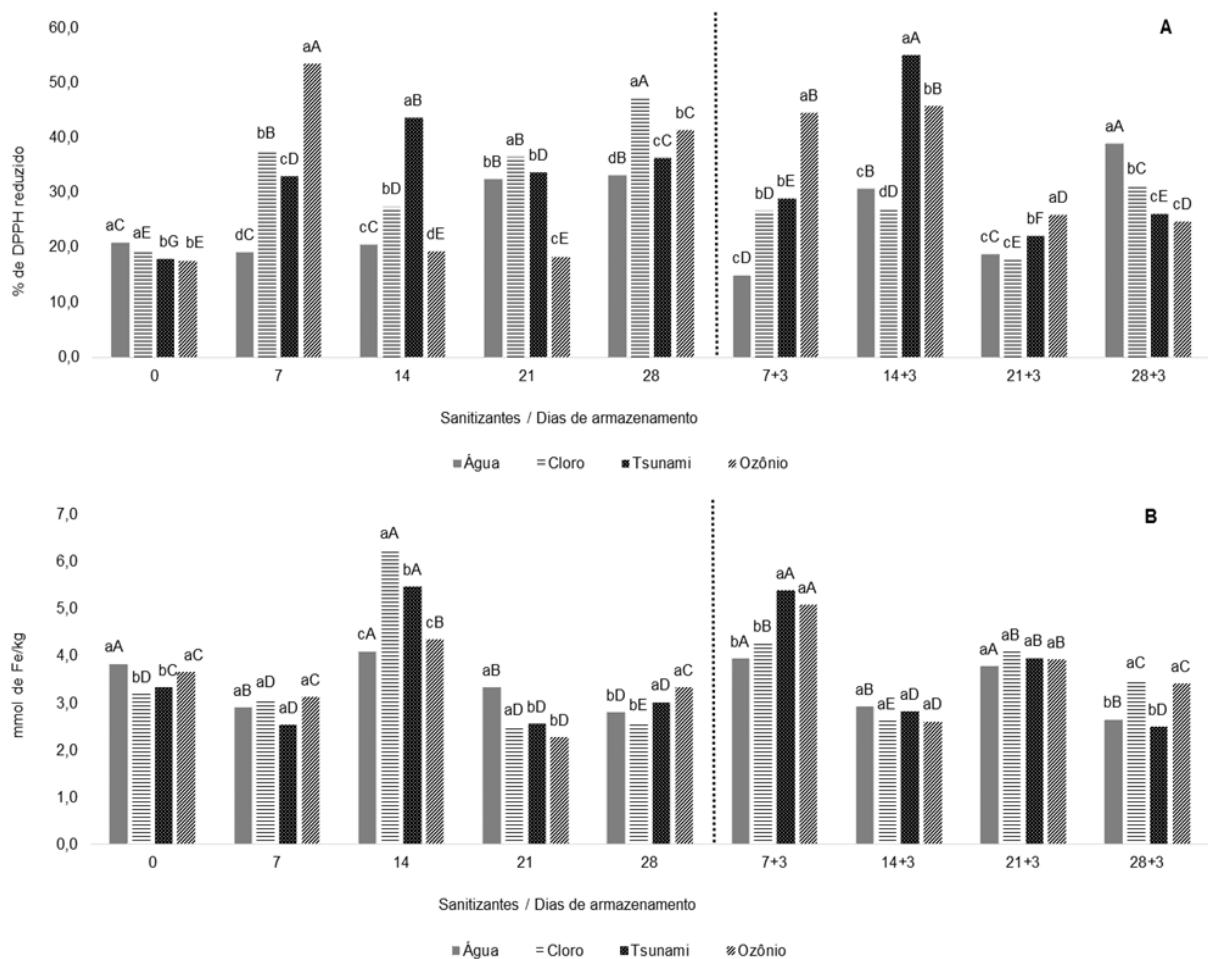 A
60,0
50,0
40,0
30,0
20,0
10,0
0,0
% de DPPH reduzido
aC aE bG bE
dC bB cD aA
cC bD aB dE
bB aB bD cE
dB aA cC bC
cD bD bE aB
cB dD aA bB
cC cE bF aD
aA bC cE cD
0 7 14 21 28 7+3 14+3 21+3 28+3
Sanitizantes / Dias de armazenamento
Água Cloro Tsunami Ozônio
B
7,0
6,0
5,0
4,0
3,0
2,0
1,0
0,0
mmol de Fe/kg
aA bD bC aC
aB aD aD aC
cA aA bA cB
aB aD bD bD
bD bE aD aC
bA bB aA aA
aB aE aD aD
aA aB aB aB
bB aC bD aC
0 7 14 21 28 7+3 14+3 21+3 28+3
Sanitizantes / Dias de armazenamento
Água Cloro Tsunami Ozônio